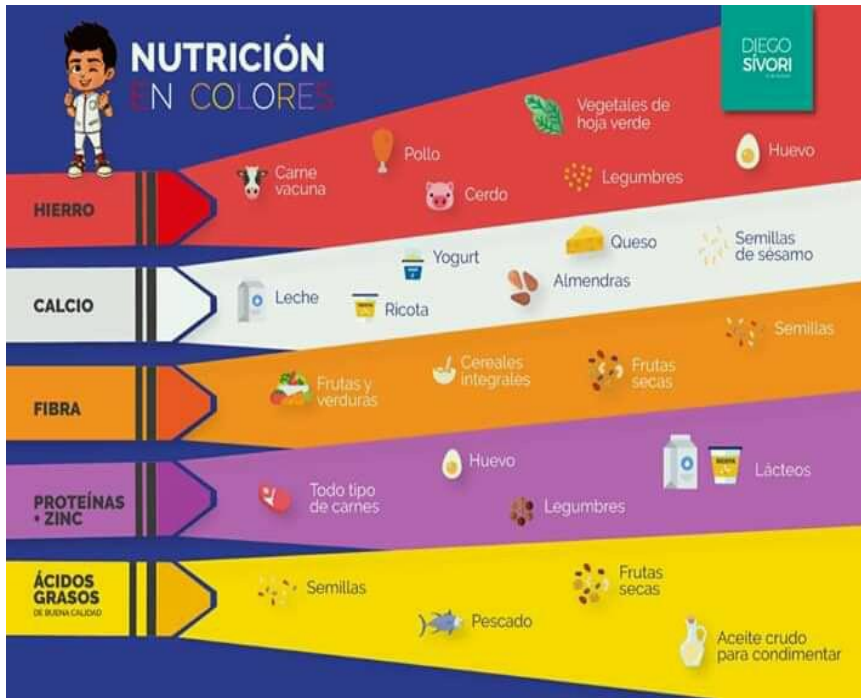 NUTRICIÓN
EN COLORES
DIEGO
SÍVORI
HIERRO
Carne
vacuna
Pollo
Cerdo
Vegetales de
hoja verde
Legumbres
Huevo
CALCIO
Leche
Yogurt
Ricota
Queso
Almendras
Semillas
de sésamo
FIBRA
Frutas y
verduras
Cereales
integrales
Frutas
secas
Semillas
PROTEÍNAS
+ ZINC
Todo tipo
de carnes
Huevo
Legumbres
Lácteos
ÁCIDOS
GRASOS
DE BUENA CALIDAD
Semillas
Pescado
Frutas
secas
Aceite crudo
para condimentar